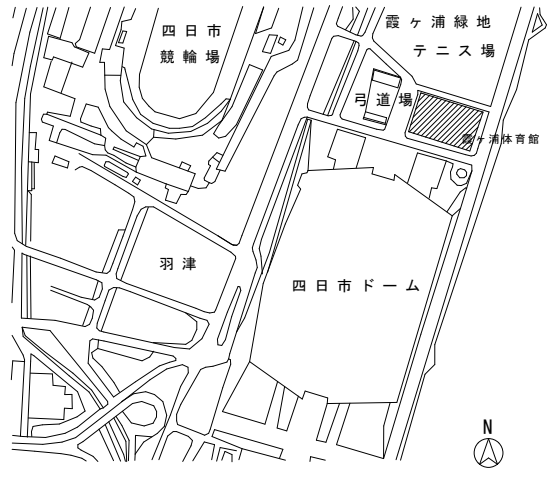 四日市
競輪場
霞ヶ浦緑地
テニス場
弓道場
霞ヶ浦体育館
羽津
四日市ドーム
N